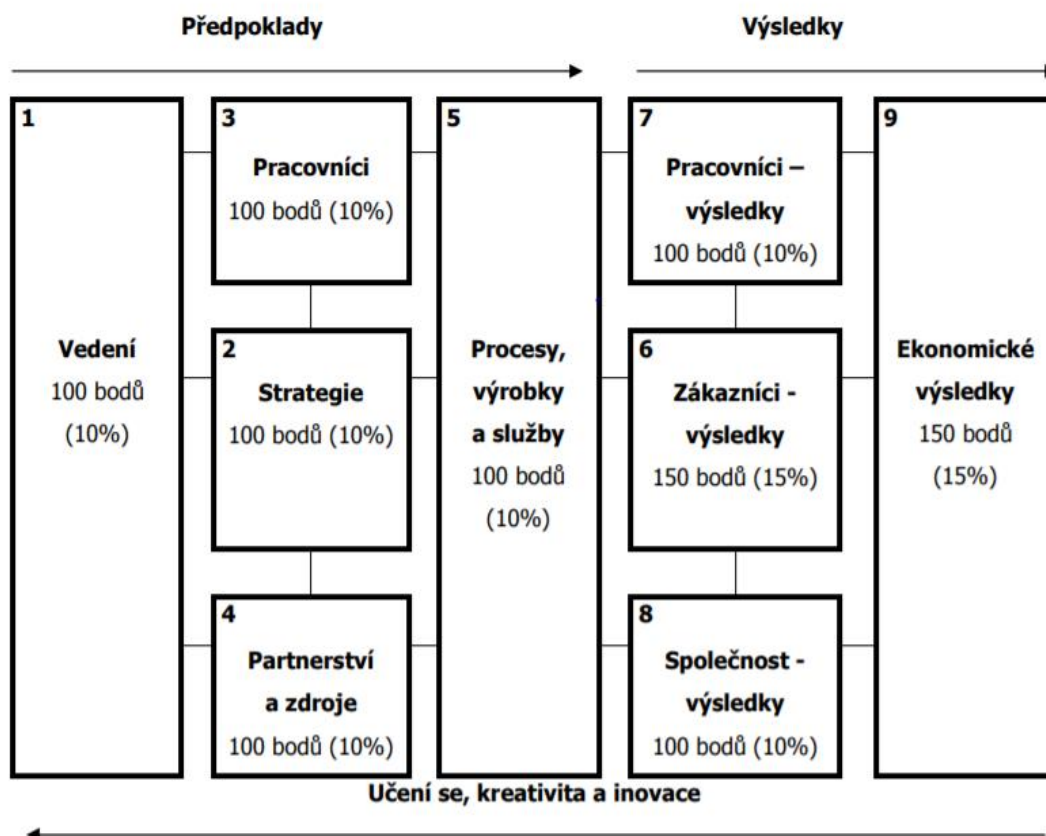 Předpoklady
Výsledky
1
Vedení
100 bodů
(10%)
3
Pracovníci
100 bodů (10%)
2
Strategie
100 bodů (10%)
4
Partnerství
a zdroje
100 bodů (10%)
5
Procesy,
výrobky
a služby
100 bodů
(10%)
7
Pracovníci –
výsledky
100 bodů (10%)
6
Zákazníci -
výsledky
150 bodů (15%)
8
Společnost -
výsledky
100 bodů (10%)
9
Ekonomické
výsledky
150 bodů
(15%)
Učení se, kreativita a inovace